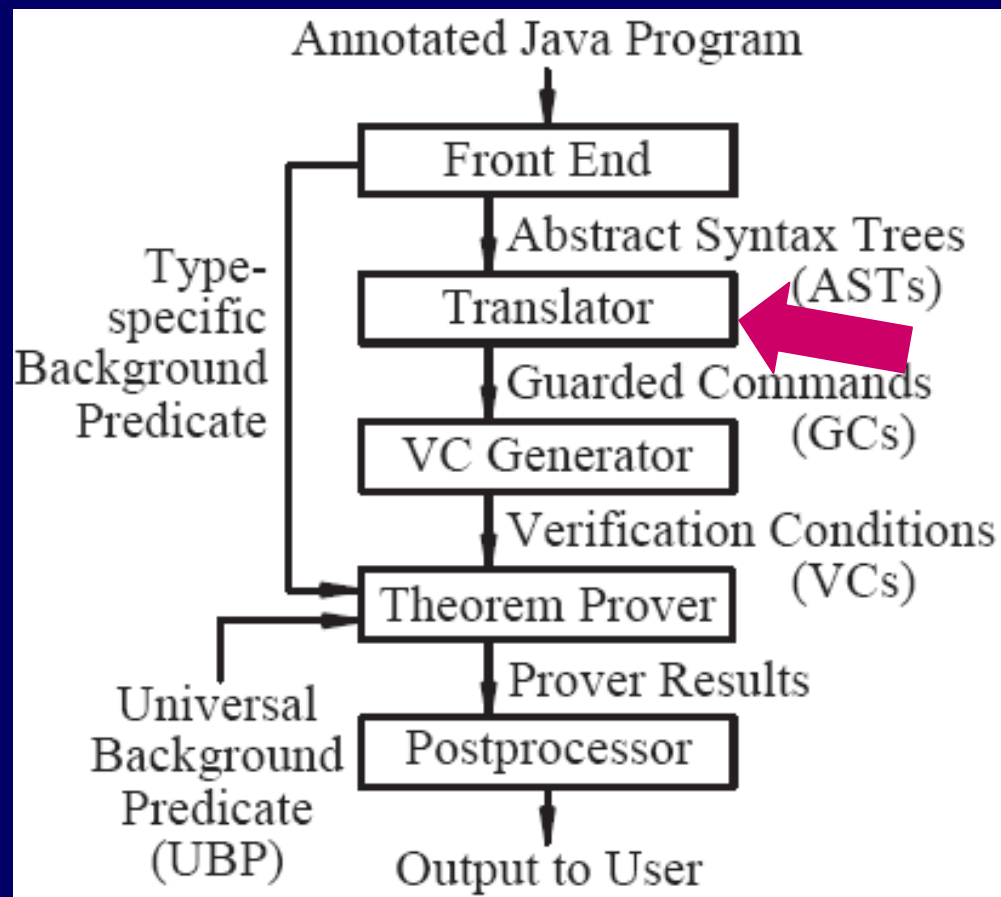 Annotated Java Program
Front End
Abstract Syntax Trees
(ASTs)
Type-
specific
Background
Predicate
Translator
Guarded Commands
(GCs)
VC Generator
Verification Conditions
(VCs)
Theorem Prover
Prover Results
Universal
Background
Predicate
(UBP)
Postprocessor
Output to User